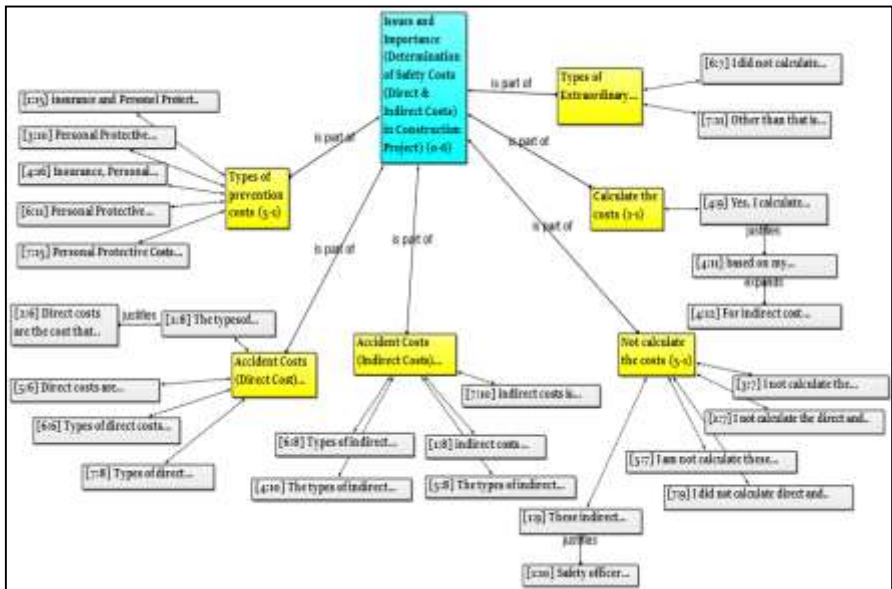 Issues and
Importance
(Determination
of Safety Costs
(Direct &
Indirect Costs)
in Construction
Project) (0-6)
is part of
Types of
Extraordinary...
[6:7] I did not calculate...
[7:11] Other than that is...
[1:15] insurance and Personel Protect..
[3:10] Personal Protective...
[4:16] Insurance, Personal...
[6:11] Personal Protective...
[7:15] Personal Protective Costs...
is part of
Types of
prevention
costs (5-1)
is part of
Calculate the
costs (1-1)
[4:9] Yes, I calculate...
justifies
[4:11] based on my...
expands
[4:12] For indirect cost...
is part of
is part of
is part of
[1:6] Direct costs
are the cost that...
justifies
[1:8] The typesof...
Accident Costs
(Direct Cost)...
[5:6] Direct costs are...
[6:6] Types of direct costs...
[7:8] Types of direct...
Accident Costs
(Indirect Costs)...
[7:10] indirect costs is...
[6:8] Types of indirect...
[1:8] indirect costs...
[4:10] The types of indirect...
[5:8] The types of indirect...
Not calculate
the costs (5-1)
[3:7] I not calculate the...
[1:7] I not calculate the direct and..
[5:7] I am not calculate these...
[7:9] I did not calculate direct and..
[1:9] These indirect...
justifies
[1:10] Safety officer...